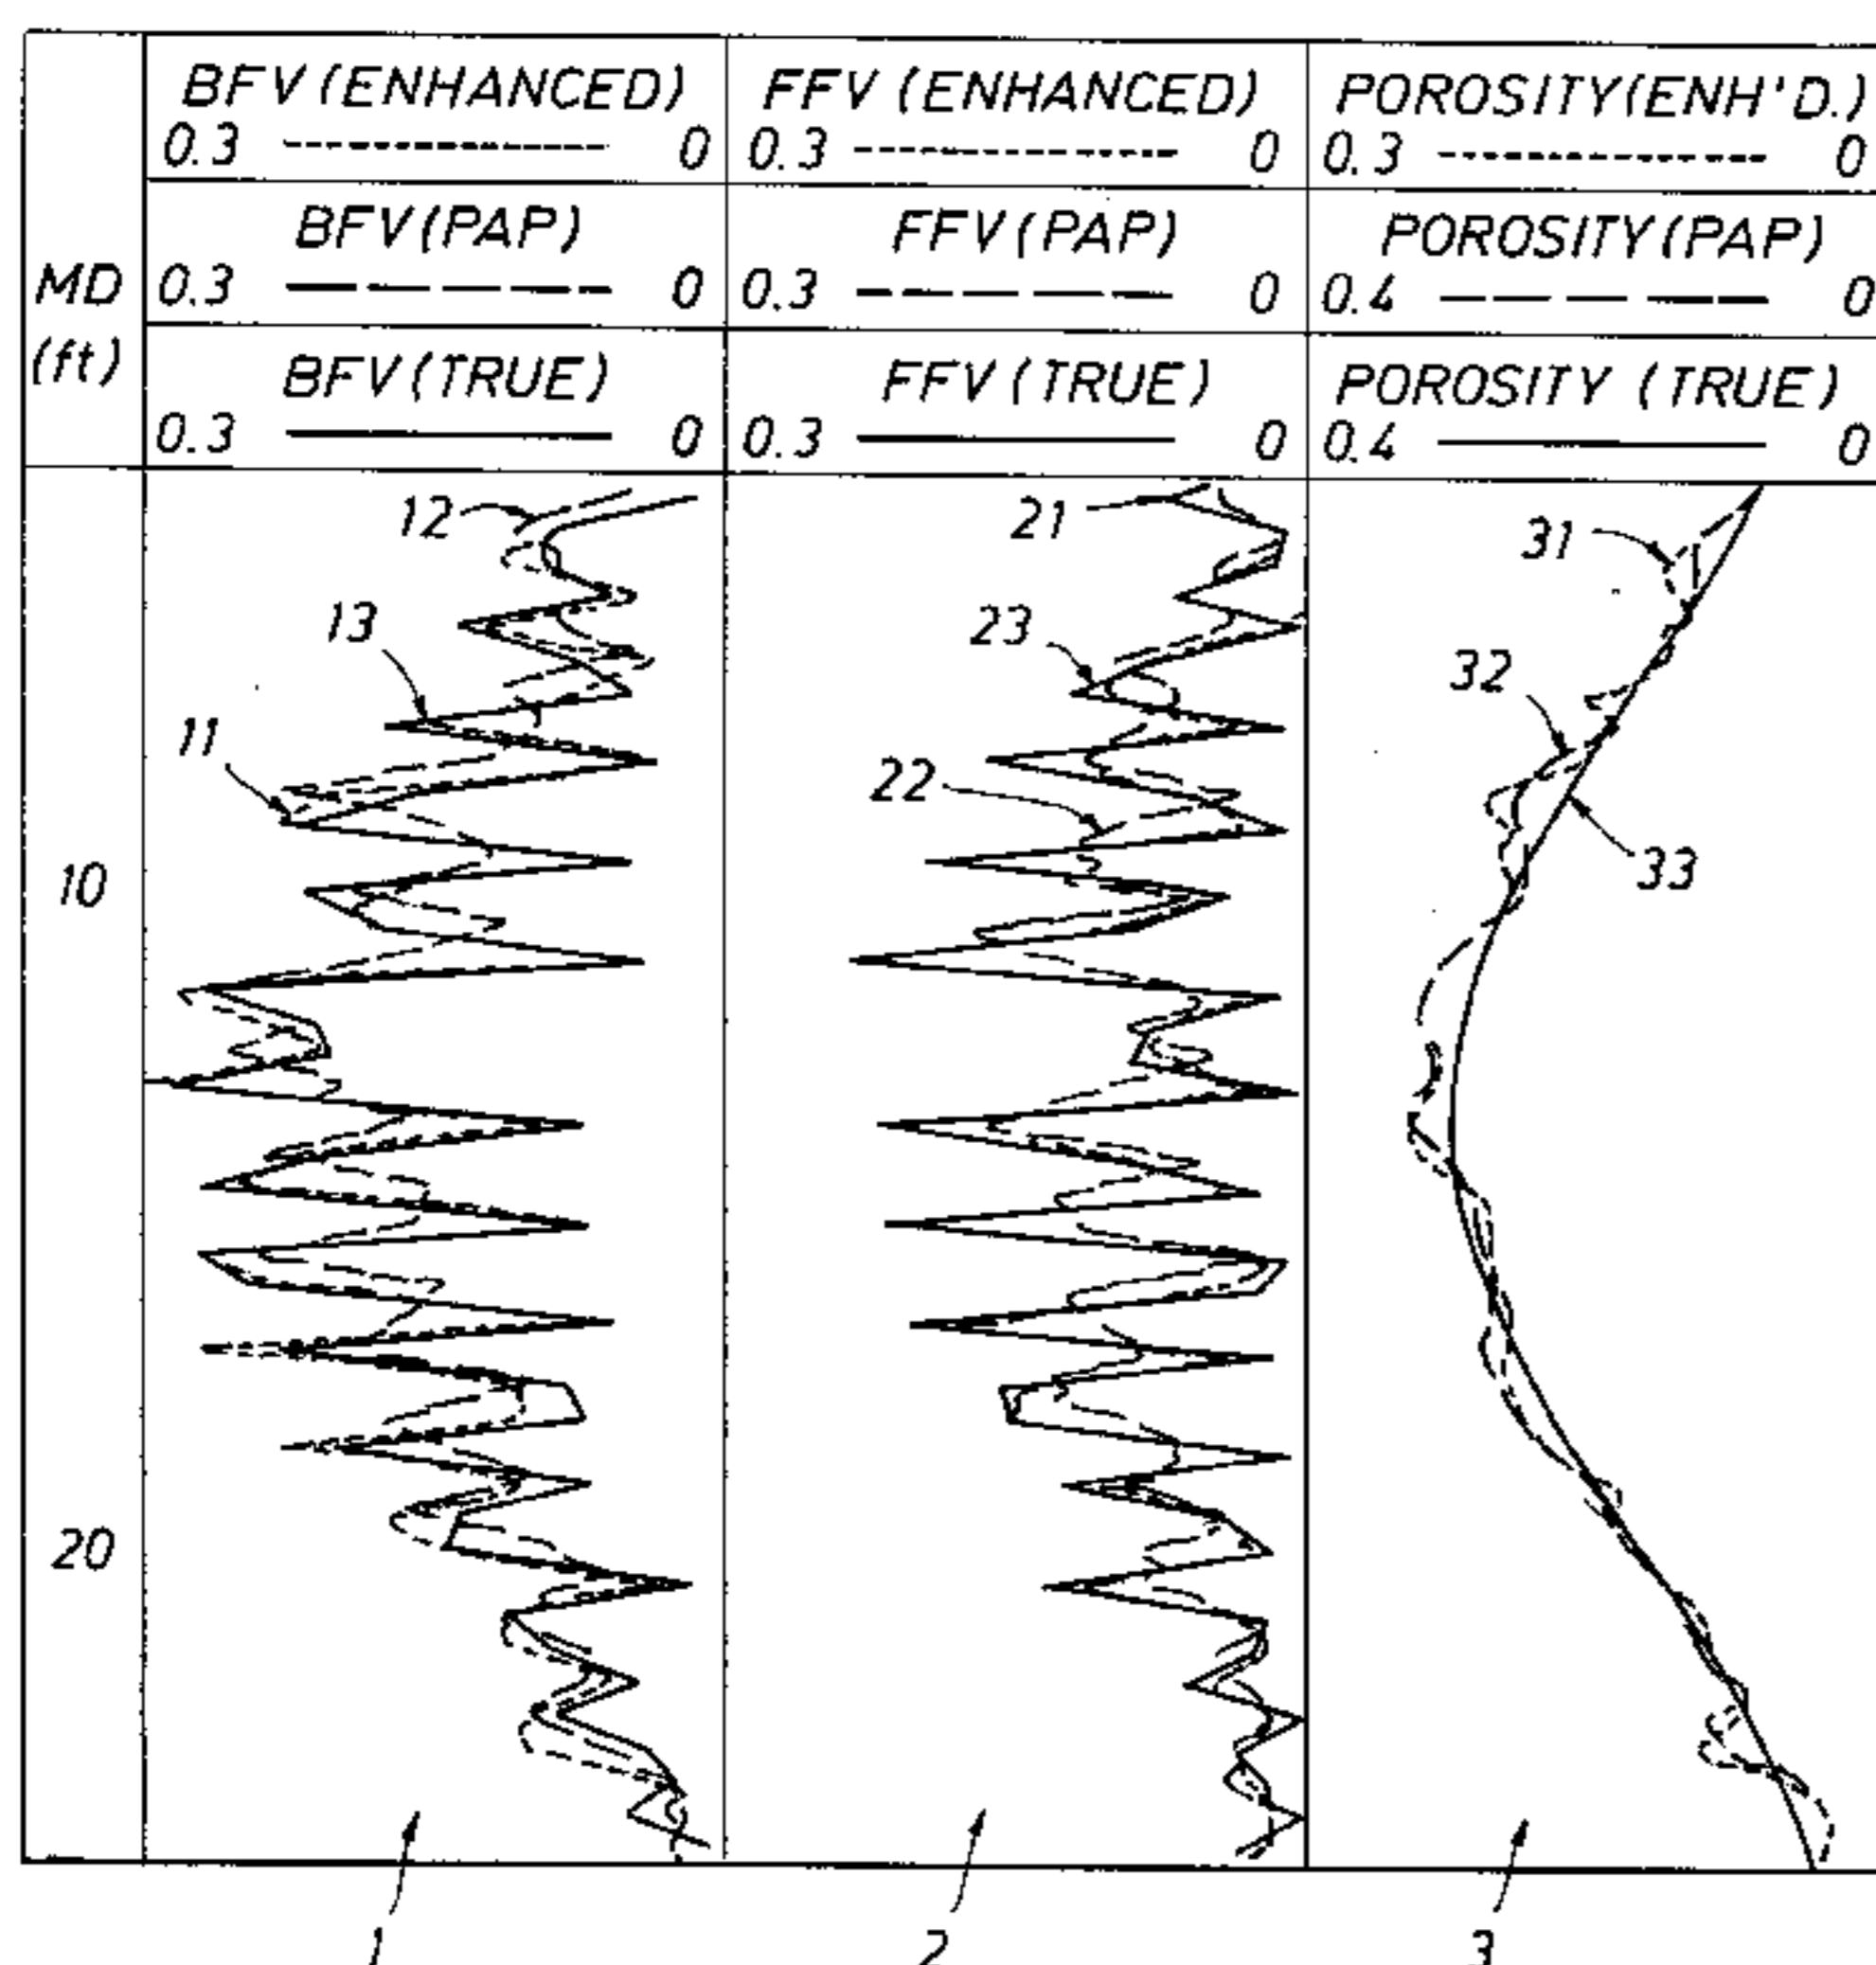 BFV (ENHANCED) FFV (ENHANCED) POROSITY(ENH'D.)
0.3 0 0.3 0 0.3 0
BFV(PAP) FFV(PAP) POROSITY(PAP)
MD 0.3 0 0.3 0 0.4 0
(ft) BFV(TRUE) FFV (TRUE) POROSITY (TRUE)
0.3 0 0.3 0 0.4 0
12 21 31
13 23 32
11 22 33
10
20
1 2 3